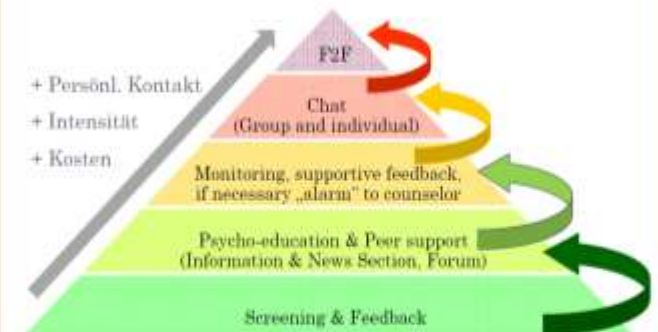 F2F
+ Persönl. Kontakt
+ Intensität
+ Kosten
Chat
(Group and individual)
Monitoring, supportive feedback,
if necessary „alarm" to counselor
Psycho-education & Peer support
(Information & News Section, Forum)
Screening & Feedback